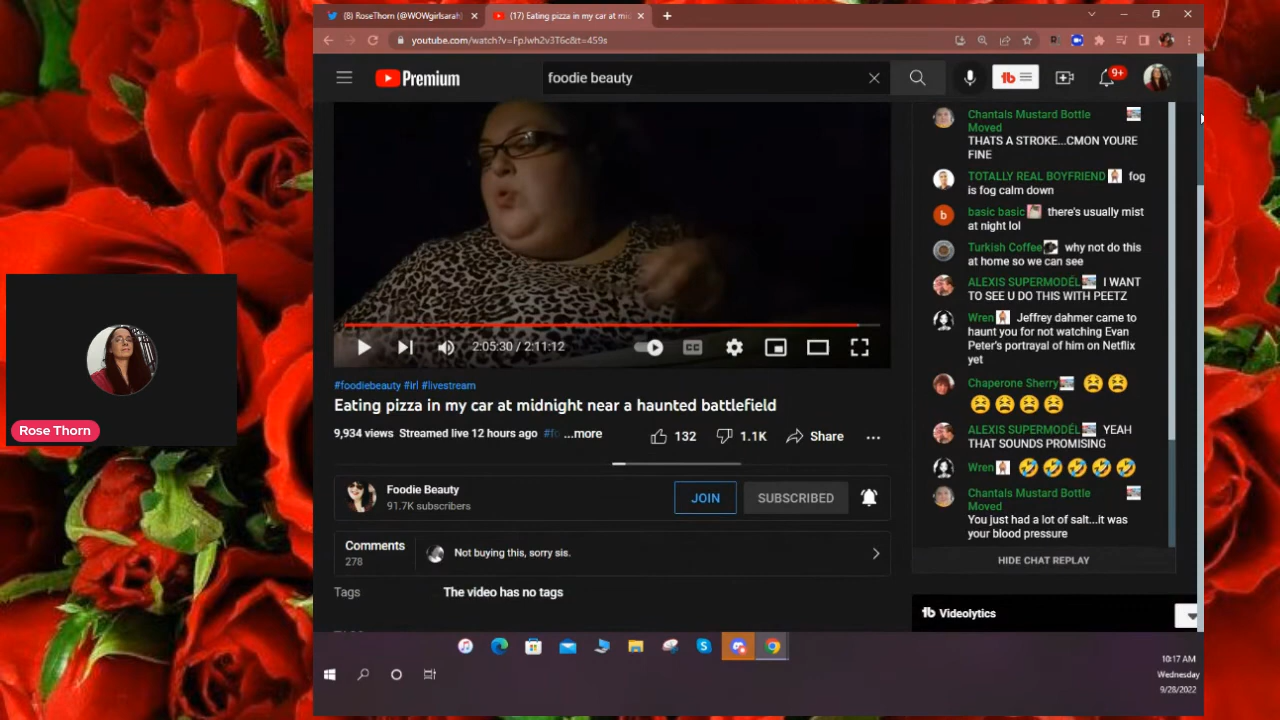 (8) RoseThorn (@WOWgirlsarah
(17) Eating pizza in my car at mi
youtube.com/watch?v=FpJwh2v3T6c&t=459s
Premium
foodie beauty
tb
9+
Chantals Mustard Bottle
Moved
THATS A STROKE...CMON YOURE
FINE
TOTALLY REAL BOYFRIEND fog
is fog calm down
b
basic basic there's usually mist
at night lol
Turkish Coffee why not do this
at home so we can see
ALEXIS SUPERMODÉL I WANT
TO SEE U DO THIS WITH PEETZ
Wren Jeffrey dahmer came to
haunt you for not watching Evan
Peter's portrayal of him on Netflix
yet
Chaperone Sherry
ALEXIS SUPERMODÉL YEAH
THAT SOUNDS PROMISING
Wren
Chantals Mustard Bottle
Moved
You just had a lot of salt...it was
your blood pressure
HIDE CHAT REPLAY
tb Videolytics
2:05:30 / 2:11:12
CC
#foodiebeauty #irl #livestream
Eating pizza in my car at midnight near a haunted battlefield
9,934 views Streamed live 12 hours ago #fo ...more
132
1.1K
Share
Foodie Beauty
91.7K subscribers
JOIN
SUBSCRIBED
Comments
278
Not buying this, sorry sis.
Tags
The video has no tags
Rose Thorn
10:17 AM
Wednesday
9/28/2022